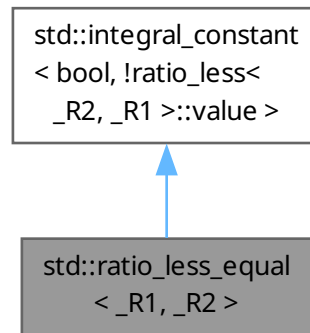 std::integral_constant
< bool, !ratio_less<
_R2, _R1 >::value >
std::ratio_less_equal
< _R1, _R2 >